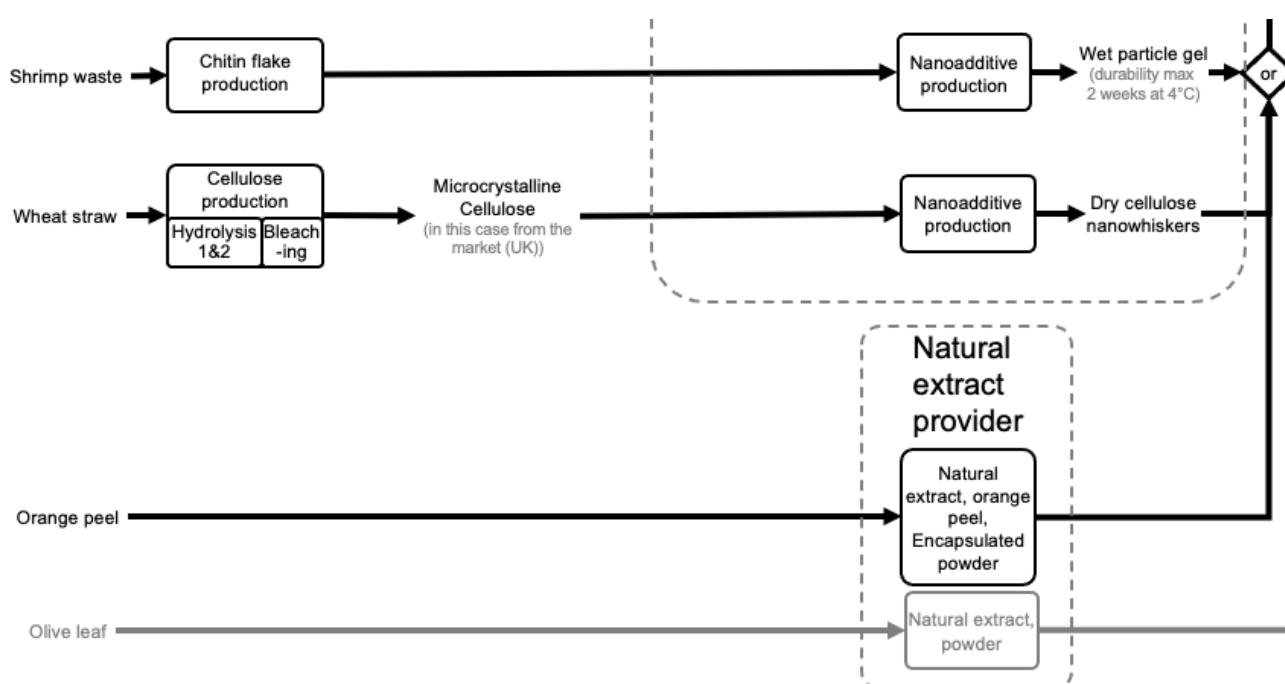 Shrimp waste
Chitin flake
production
Nanoadditive
production
Wet particle gel
(durability max
2 weeks at 4°C)
or
Wheat straw
Cellulose
production
Hydrolysis
1&2
Bleach
-ing
Microcrystalline
Cellulose
(in this case from the
market (UK))
Nanoadditive
production
Dry cellulose
nanowhiskers
Natural
extract
provider
Orange peel
Natural
extract, orange
peel,
Encapsulated
powder
Olive leaf
Natural extract,
powder